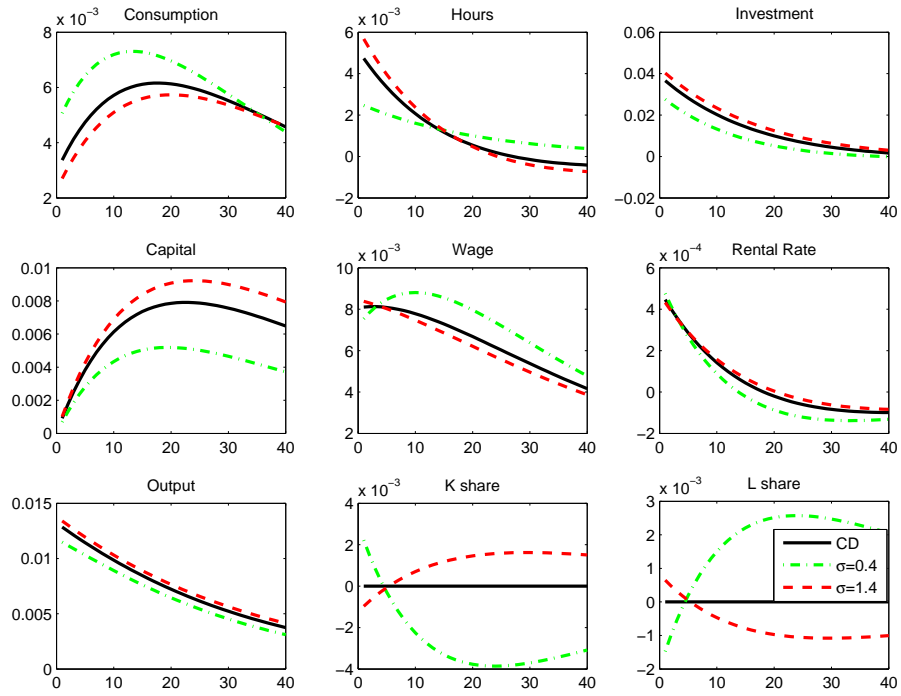 Consumption
Hours
Investment
x 10⁻³
x 10⁻³
8
6
4
2
0 10 20 30 40
6
4
2
0
−2
0 10 20 30 40
0.06
0.04
0.02
0
−0.02
0 10 20 30 40
Capital
Wage
Rental Rate
x 10⁻³
x 10⁻⁴
0.01
0.008
0.006
0.004
0.002
0
0 10 20 30 40
10
8
6
4
2
0 10 20 30 40
6
4
2
0
−2
0 10 20 30 40
Output
K share
L share
x 10⁻³
x 10⁻³
0.015
0.01
0.005
0
0 10 20 30 40
4
2
0
−2
−4
0 10 20 30 40
3
2
1
0
−1
−2
0 10 20 30 40
CD
σ=0.4
σ=1.4